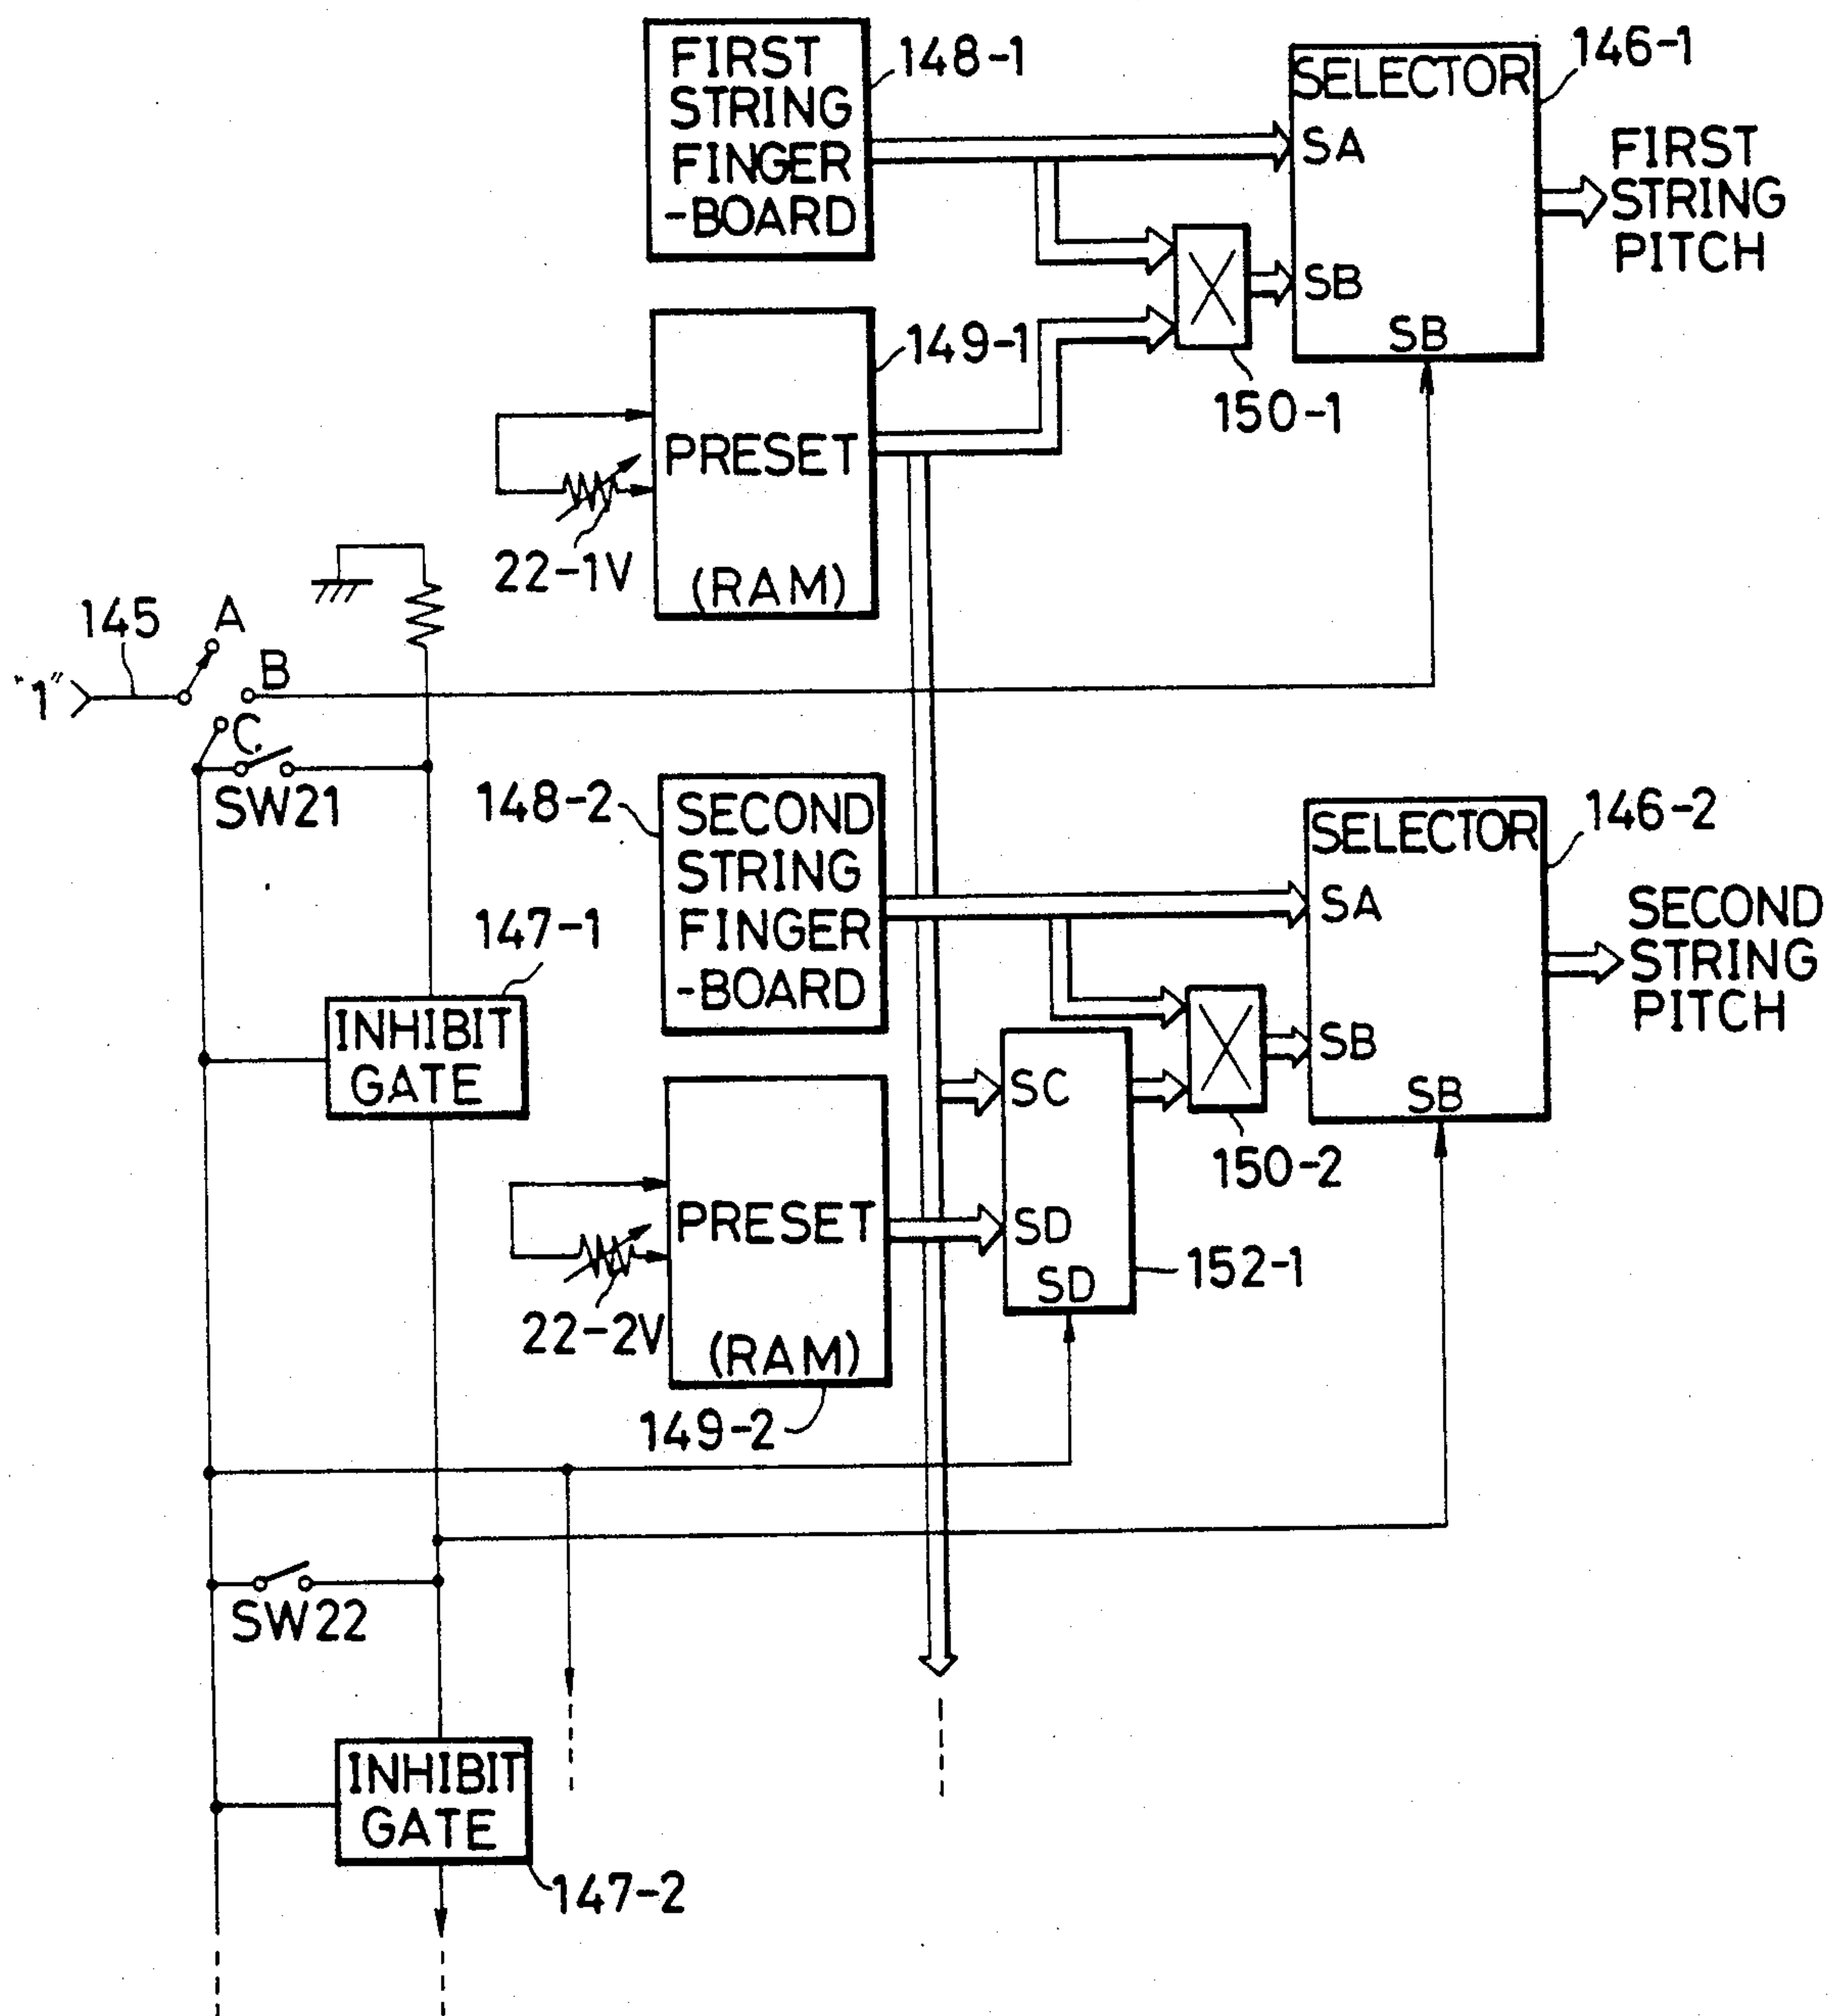 FIRST
STRING
FINGER
-BOARD
148-1
SELECTOR
146-1
SA
SB
SB
FIRST
STRING
PITCH
150-1
PRESET
(RAM)
149-1
22-1V
145
"1"
A
B
C
SW21
148-2
SECOND
STRING
FINGER
-BOARD
SELECTOR
146-2
SA
SB
SB
SECOND
STRING
PITCH
147-1
INHIBIT
GATE
SC
SD
SD
152-1
150-2
PRESET
(RAM)
149-2
22-2V
SW22
INHIBIT
GATE
147-2